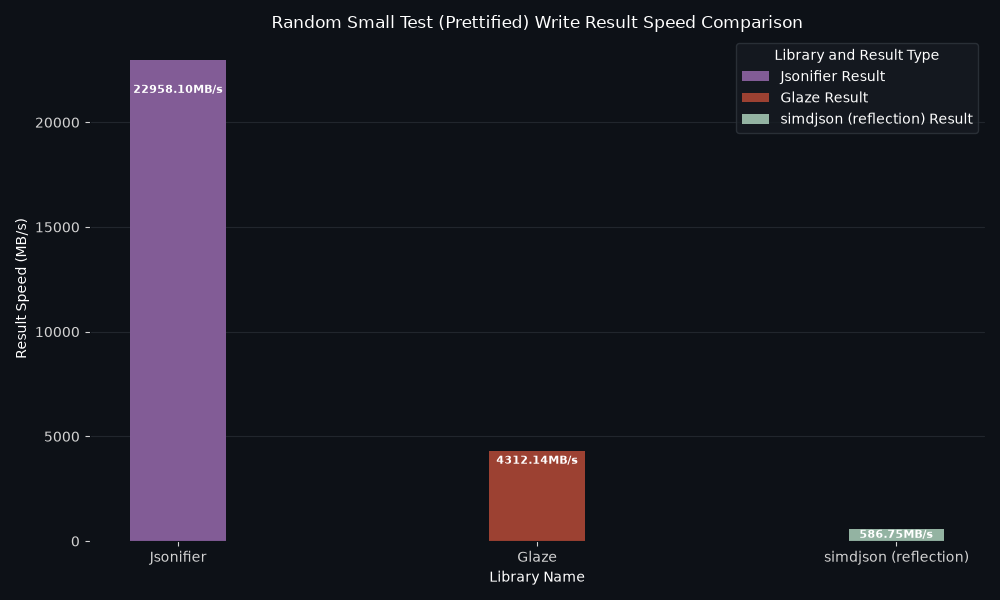 Random Small Test (Prettified) Write Result Speed Comparison
Library and Result Type
Jsonifier Result
Glaze Result
simdjson (reflection) Result
22958.10MB/s
4312.14MB/s
586.75MB/s
Result Speed (MB/s)
20000
15000
10000
5000
0
Jsonifier
Glaze
simdjson (reflection)
Library Name